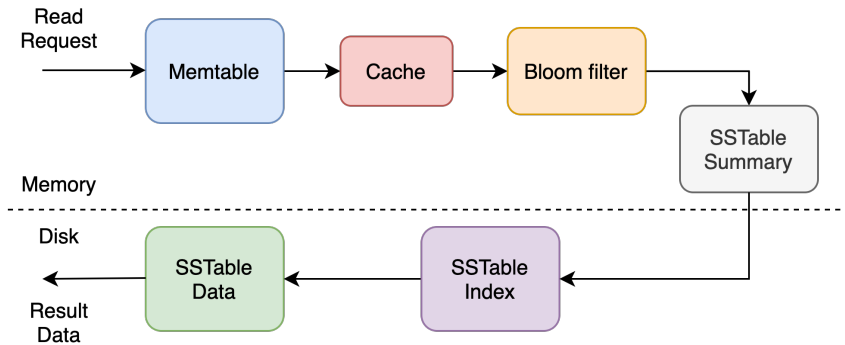 Read
Request
Memtable
Cache
Bloom filter
SSTable
Summary
Memory
Disk
SSTable
Data
SSTable
Index
Result
Data